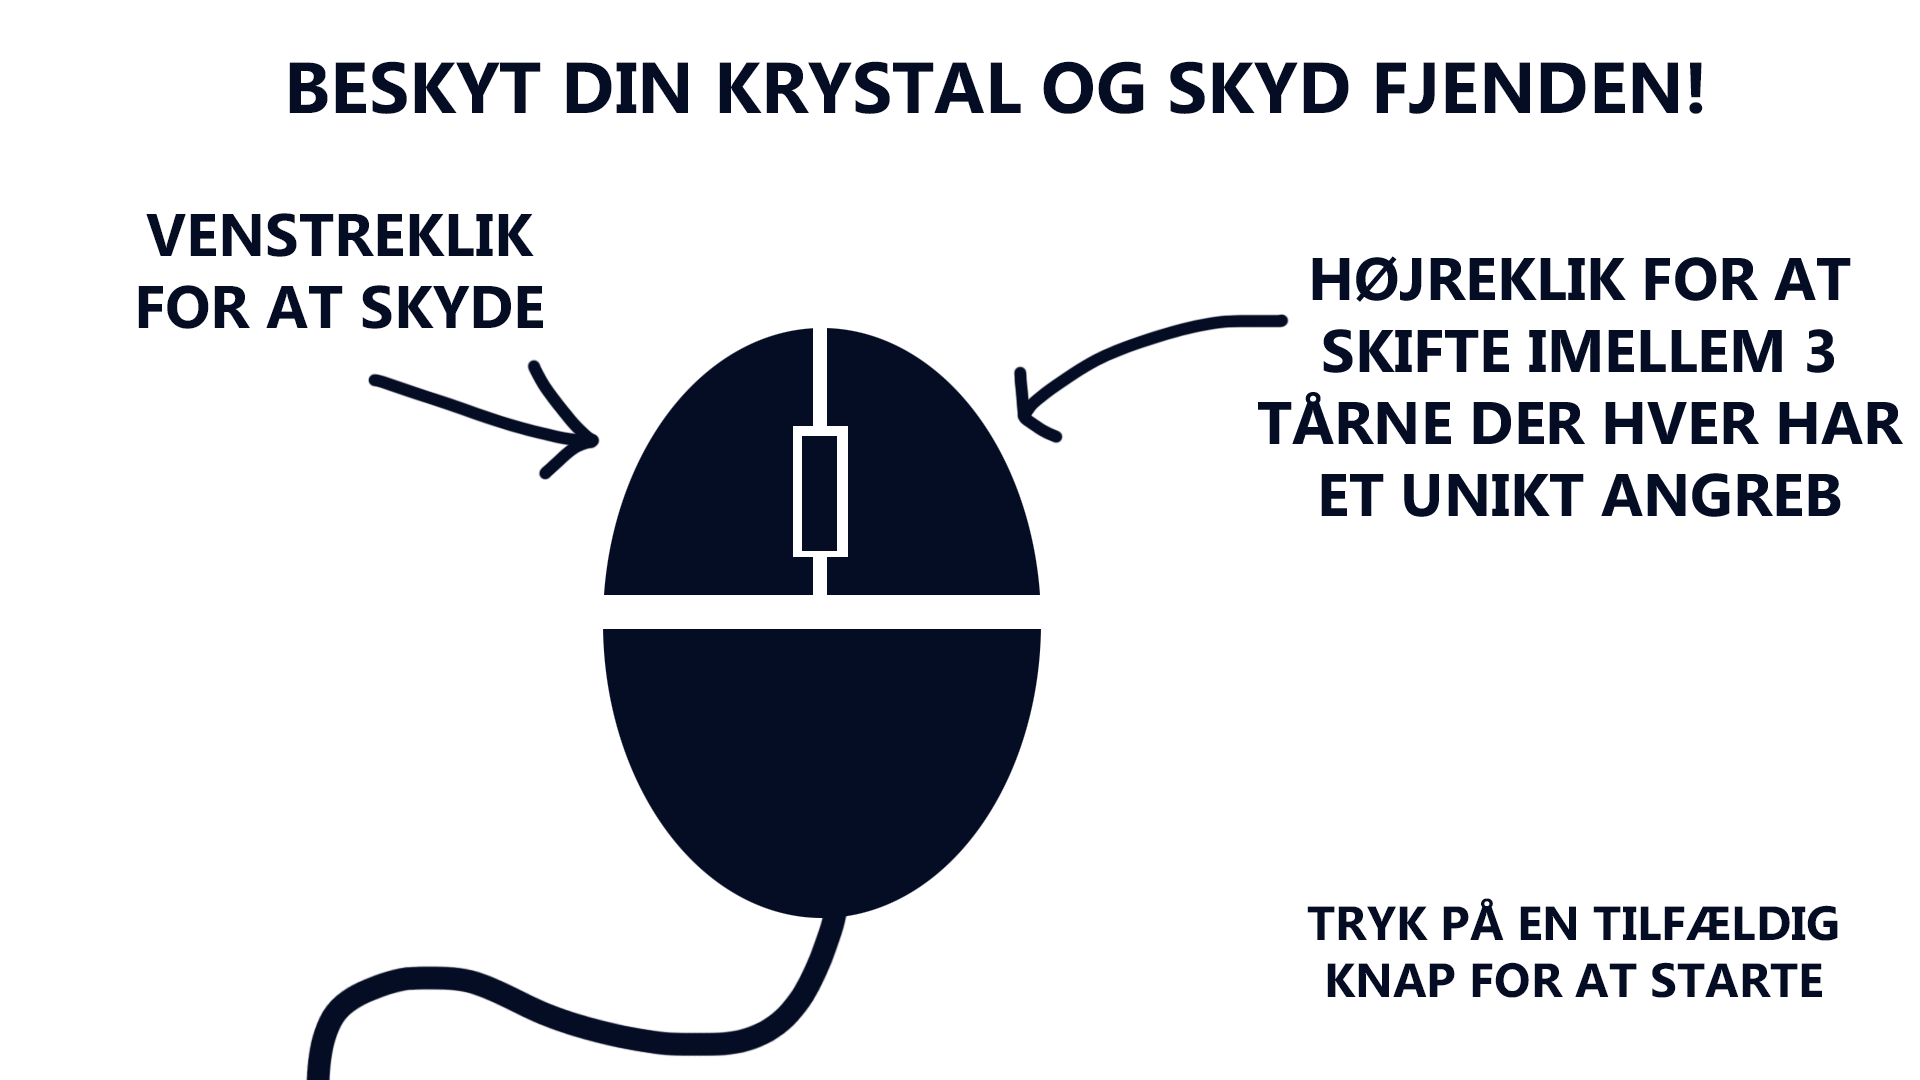 BESKYT DIN KRYSTAL OG SKYD FJENDEN!
VENSTREKLIK
FOR AT SKYDE
HØJREKLIK FOR AT
SKIFTE IMELLEM 3
TÅRNE DER HVER HAR
ET UNIKT ANGREB
TRYK PÅ EN TILFÆLDIG
KNAP FOR AT STARTE